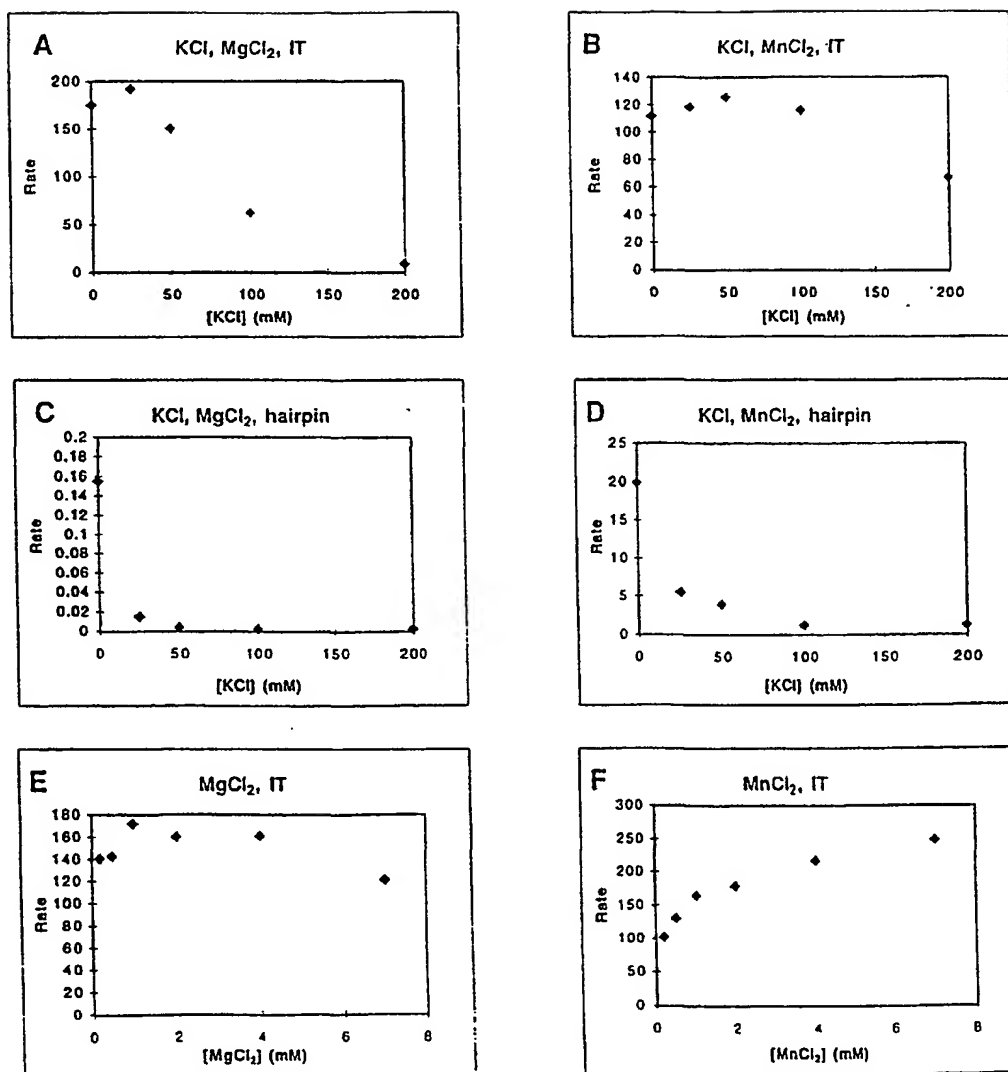 A
KCl, MgCl₂, IT
200
150
100
50
0
Rate
0 50 100 150 200
[KCl] (mM)
B
KCl, MnCl₂, IT
140
120
100
80
60
40
20
0
Rate
0 50 100 150 200
[KCl] (mM)
C
KCl, MgCl₂, hairpin
0.2
0.18
0.16
0.14
0.12
0.1
0.08
0.06
0.04
0.02
0
Rate
0 50 100 150 200
[KCl] (mM)
D
KCl, MnCl₂, hairpin
25
20
15
10
5
0
Rate
0 50 100 150 200
[KCl] (mM)
E
MgCl₂, IT
180
160
140
120
100
80
60
40
20
0
Rate
0 2 4 6 8
[MgCl₂] (mM)
F
MnCl₂, IT
300
250
200
150
100
50
0
Rate
0 2 4 6 8
[MnCl₂] (mM)